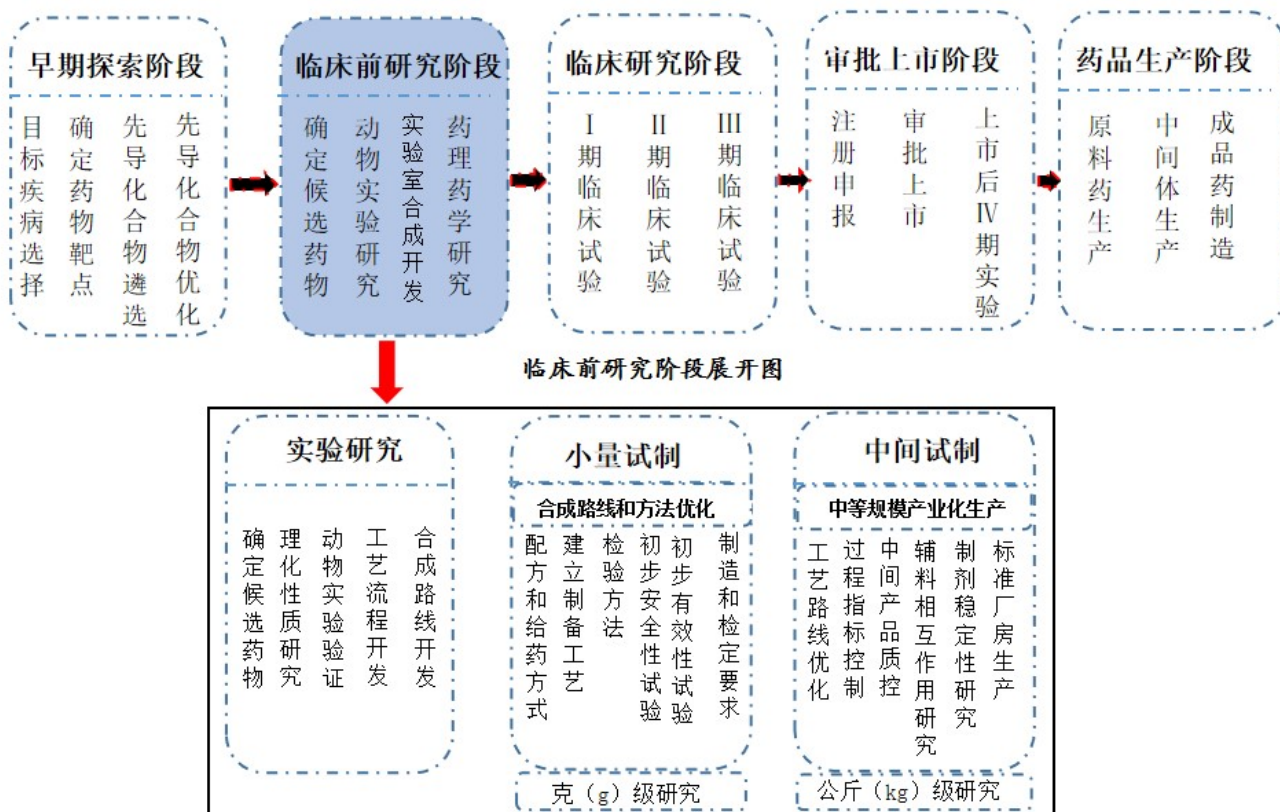 早期探索阶段
目标疾病选择
确定药物靶点
先导化合物遴选
先导化合物优化
临床前研究阶段
确定候选药物
动物实验研究
实验室合成开发
药理药学研究
临床研究阶段
I期临床试验
II期临床试验
III期临床试验
审批上市阶段
注册申报
审批上市
上市后Ⅳ期实验
药品生产阶段
原料药生产
中间体生产
成品药制造
临床前研究阶段展开图
实验研究
确定候选药物
理化性质研究
动物实验验证
工艺流程开发
合成路线开发
小量试制
合成路线和方法优化
配方和给药方式
建立制备工艺
检验方法
初步安全性试验
初步有效性试验
制造和检定要求
克（g）级研究
中间试制
中等规模产业化生产
工艺路线优化
过程指标控制
中间产品质控
辅料相互作用研究
制剂稳定性研究
标准厂房生产
公斤（kg）级研究